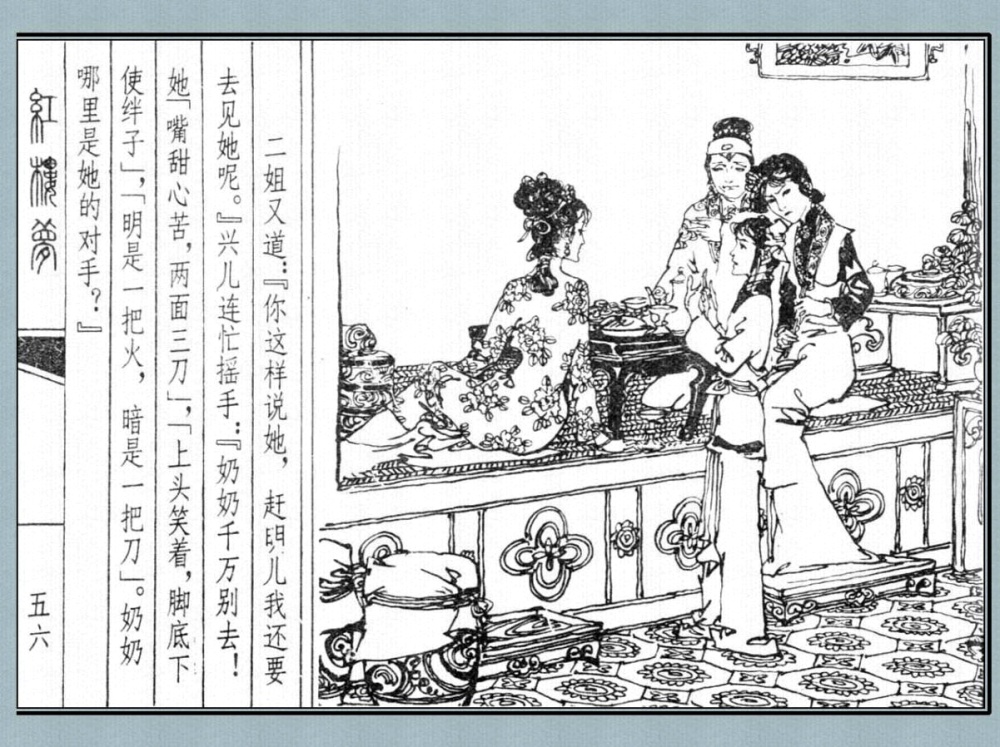 二姐又道：『你这样说她，赶明儿我还要
去见她呢。』兴儿连忙摇手：『奶奶千万别去！
她「嘴甜心苦，两面三刀」，「上头笑着，脚底下
使绊子」，「明是一把火，暗是一把刀」。奶奶
哪里是她的对手？』
紅樓夢
五六